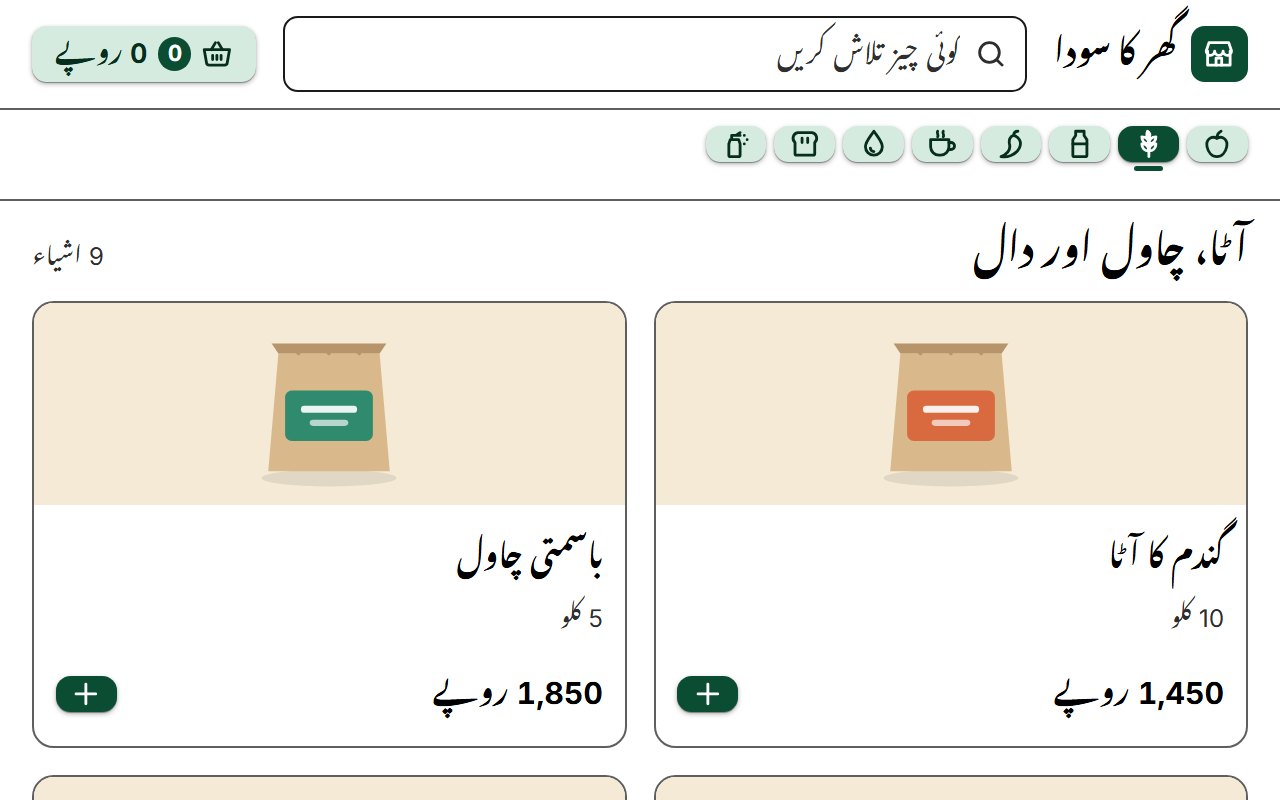 گھر کا سودا
کوئی چیز تلاش کریں
0 0 روپے
آٹا، چاول اور دال
9 اشیاء
گندم کا آٹا
10 کلو
1,450 روپے
باسمتی چاول
5 کلو
1,850 روپے